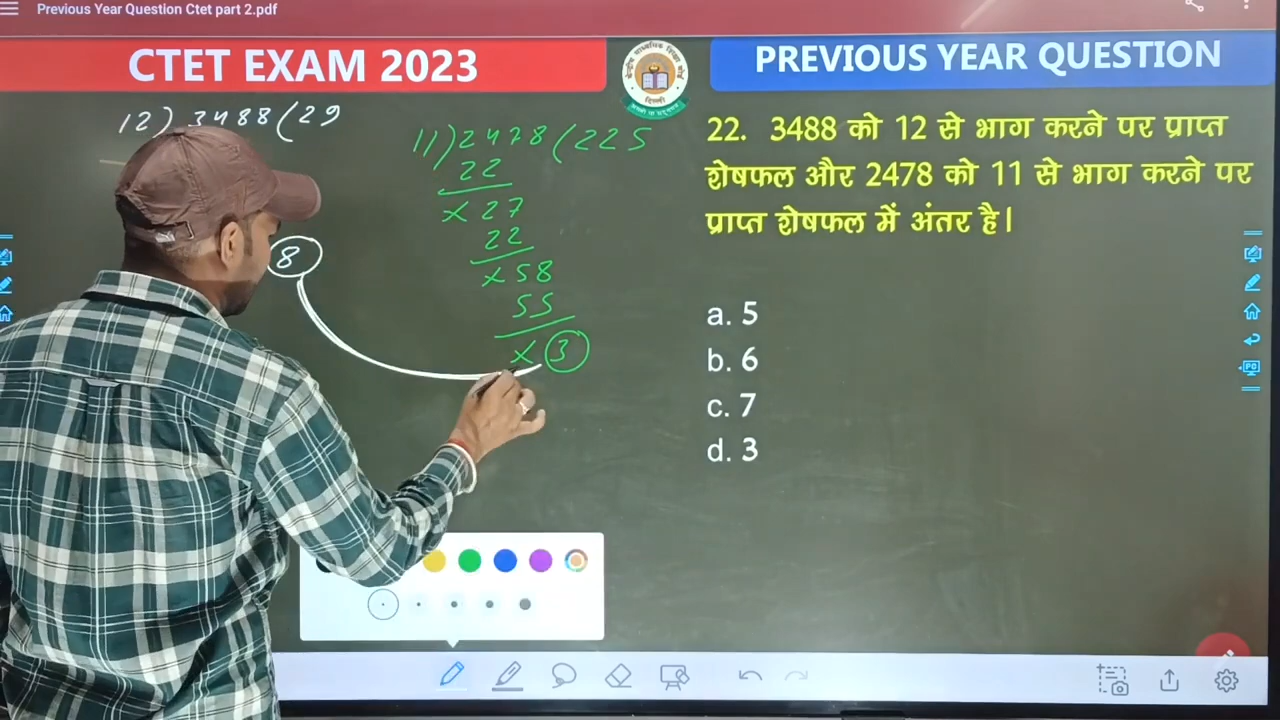 Previous Year Question Ctet part 2.pdf
CTET EXAM 2023
PREVIOUS YEAR QUESTION
12) 3488 (29
11) 2478 (225
22
x 27
22
x 58
55
x 3
8
22. 3488 को 12 से भाग करने पर प्राप्त
शेषफल और 2478 को 11 से भाग करने पर
प्राप्त शेषफल में अंतर है।
a. 5
b. 6
c. 7
d. 3